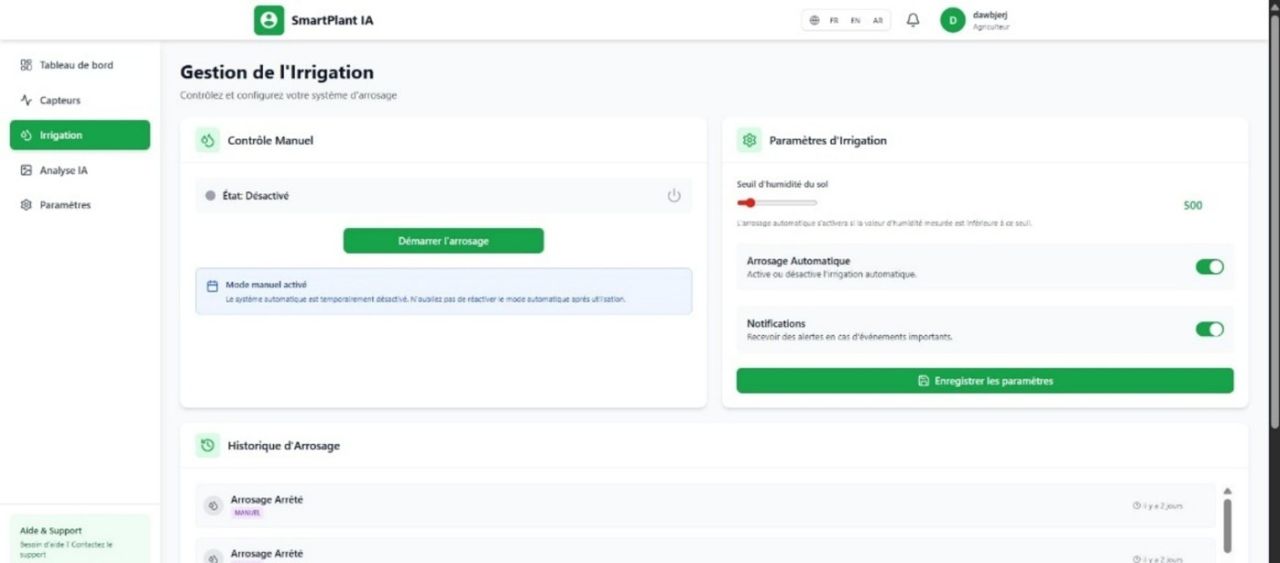 SmartPlant IA
FR EN AR
D
dawbjerj
Agriculteur
Tableau de bord
Capteurs
Irrigation
Analyse IA
Paramètres
Aide & Support
Besoin d'aide ? Contactez le
support
Gestion de l'Irrigation
Contrôlez et configurez votre système d'arrosage
Contrôle Manuel
État: Désactivé
Démarrer l'arrosage
Mode manuel activé
Le système automatique est temporairement désactivé. N'oubliez pas de réactiver le mode automatique après utilisation.
Paramètres d'Irrigation
Seuil d'humidité du sol
500
L'arrosage automatique s'activera si la valeur d'humidité mesurée est inférieure à ce seuil.
Arrosage Automatique
Active ou désactive l'irrigation automatique.
Notifications
Recevoir des alertes en cas d'événements importants.
Enregistrer les paramètres
Historique d'Arrosage
Arrosage Arrêté
MANUEL
il y a 2 jours
Arrosage Arrêté
il y a 2 jours